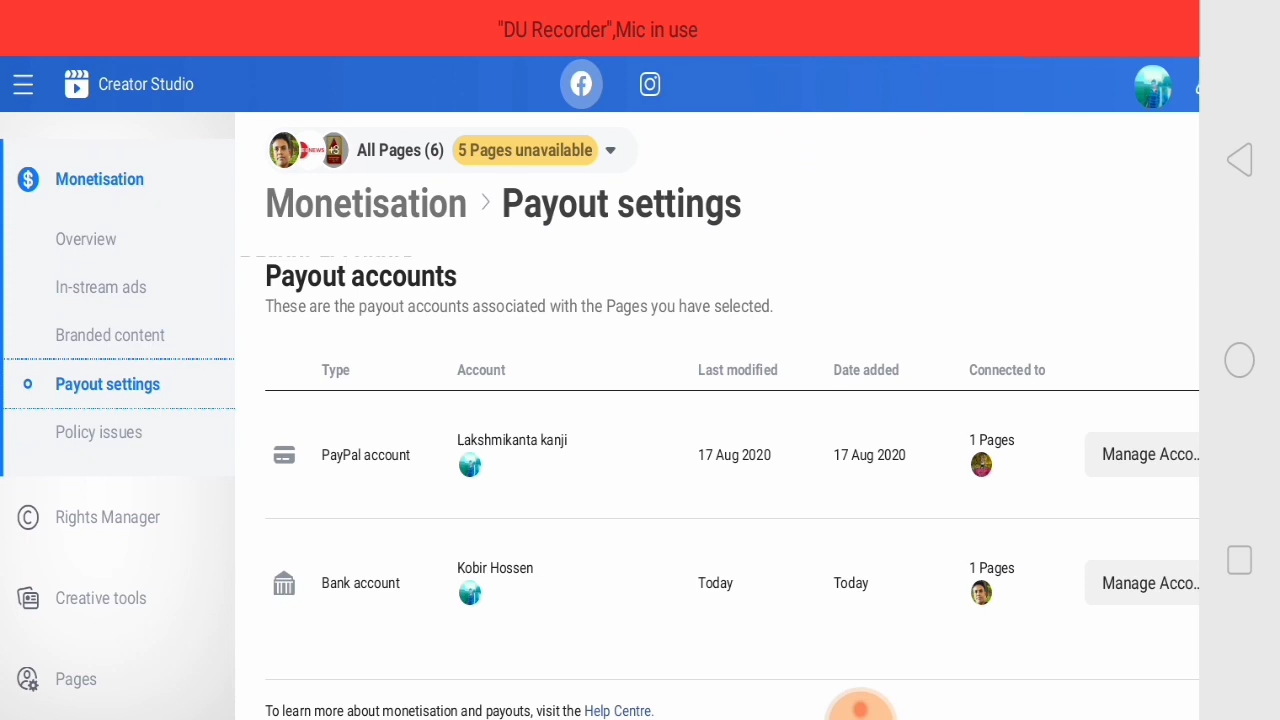 "DU Recorder",Mic in use
Creator Studio
NEWS +3 All Pages (6) 5 Pages unavailable
Monetisation > Payout settings
Monetisation
Overview
In-stream ads
Branded content
Payout settings
Policy issues
Rights Manager
Creative tools
Pages
Payout accounts
These are the payout accounts associated with the Pages you have selected.
Type Account Last modified Date added Connected to
PayPal account Lakshmikanta kanji 17 Aug 2020 17 Aug 2020 1 Pages Manage Acco..
Bank account Kobir Hossen Today Today 1 Pages Manage Acco..
To learn more about monetisation and payouts, visit the Help Centre.